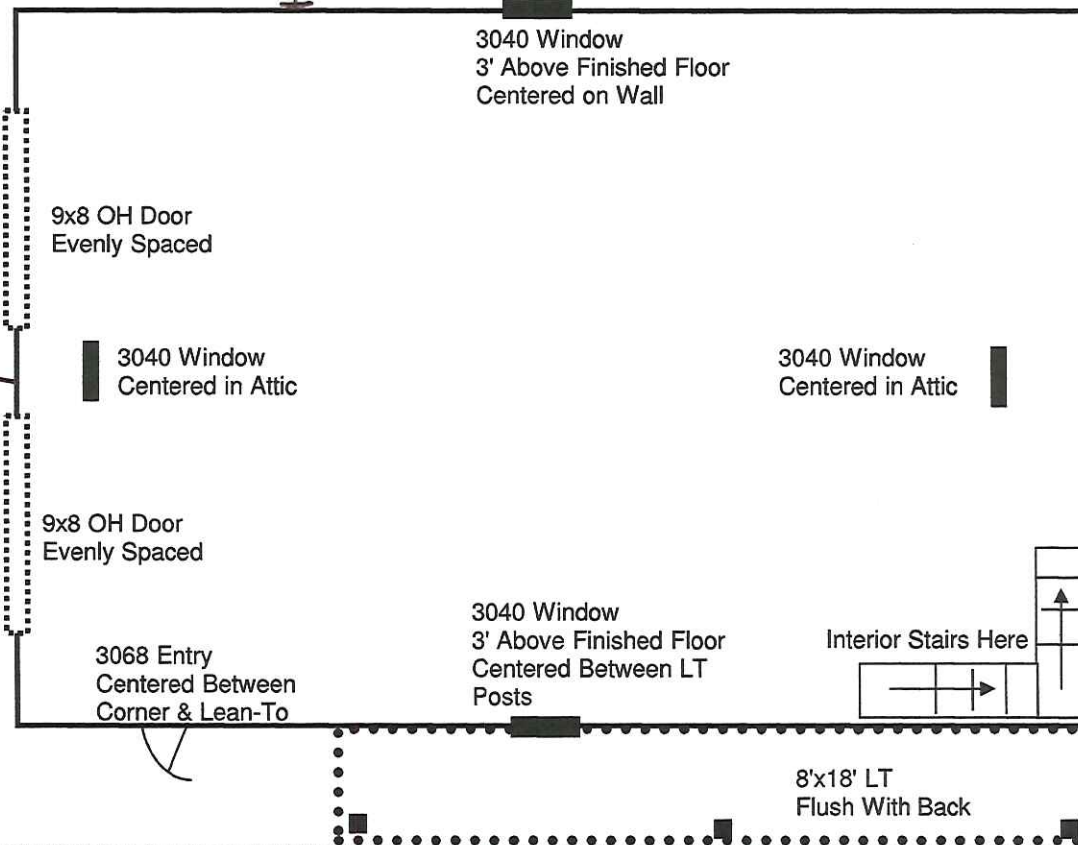 3040 Window
3' Above Finished Floor
Centered on Wall
9x8 OH Door
Evenly Spaced
3040 Window
Centered in Attic
3040 Window
Centered in Attic
9x8 OH Door
Evenly Spaced
3040 Window
3' Above Finished Floor
Centered Between LT
Posts
Interior Stairs Here
3068 Entry
Centered Between
Corner & Lean-To
8'x18' LT
Flush With Back